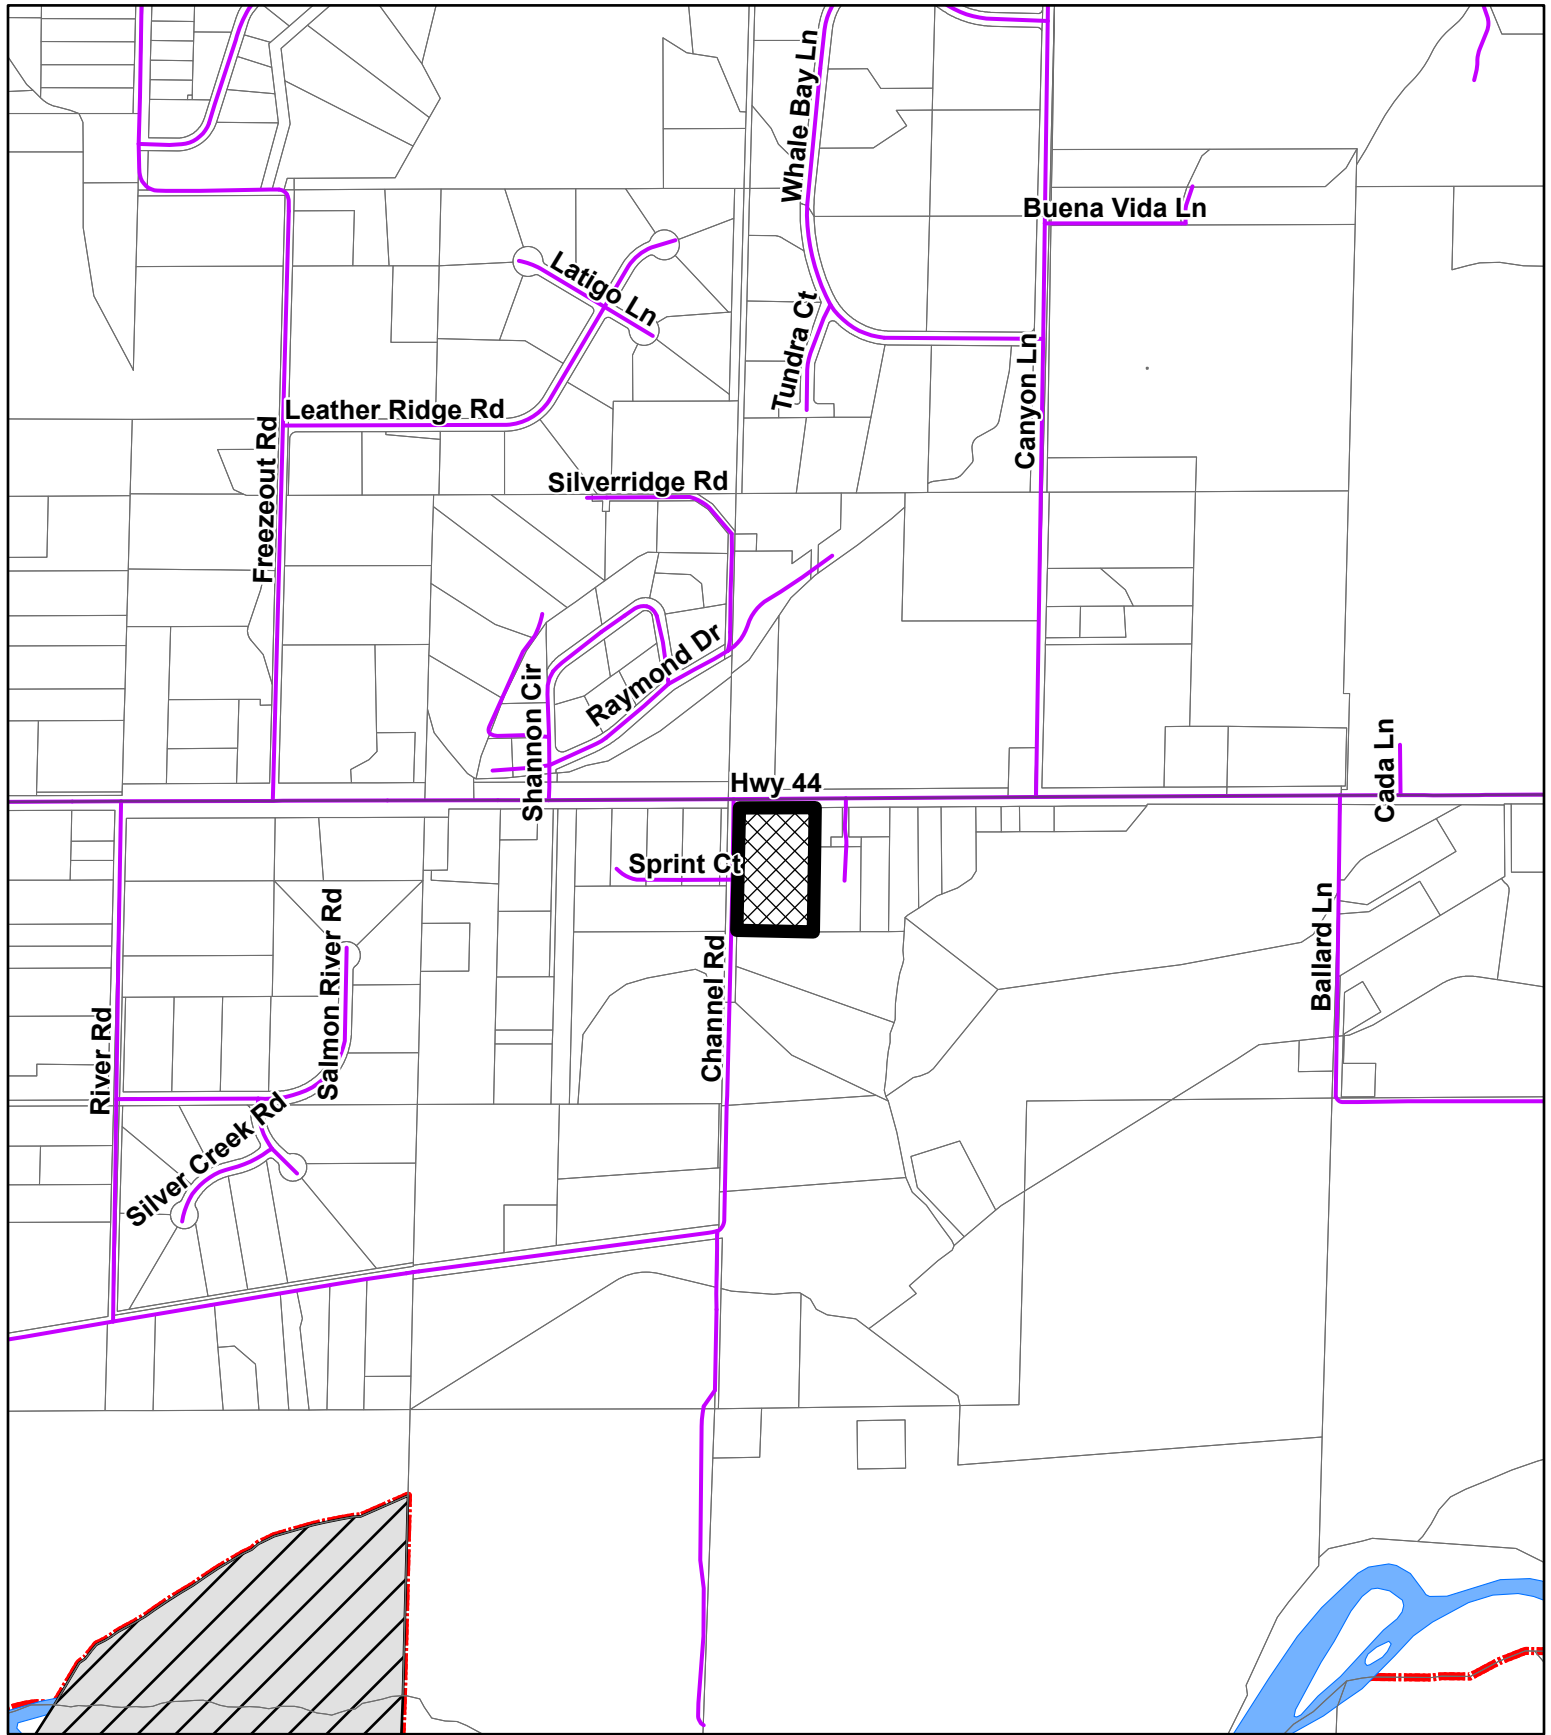 Whale Bay Ln
Buena Vida Ln
Latigo Ln
Tundra Ct
Canyon Ln
Leather Ridge Rd
Freezeout Rd
Silverridge Rd
Raymond Dr
Shannon Cir
Hwy 44
Cada Ln
Sprint Ct
Salmon River Rd
Channel Rd
Ballard Ln
River Rd
Silver Creek Rd